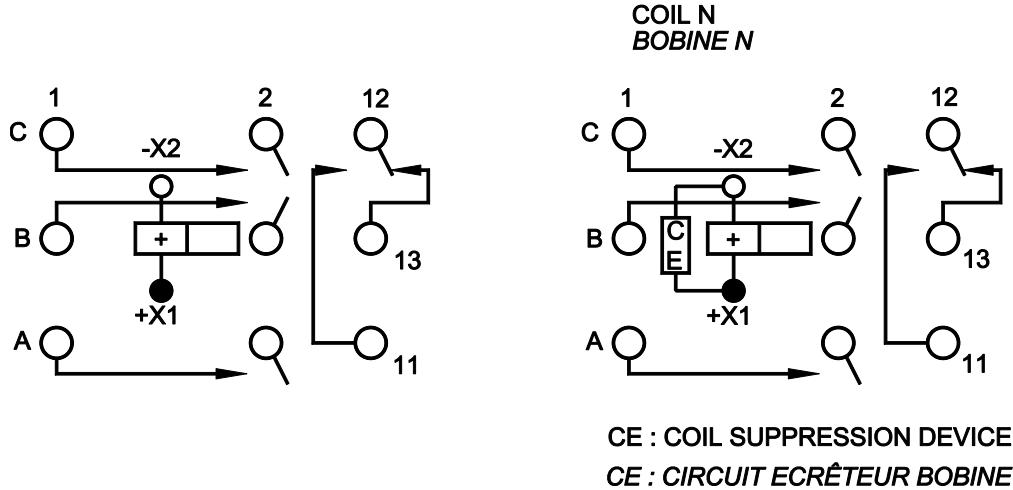 COIL N
BOBINE N
1 2 12 1 2 12
C C
-X2 -X2
B + 13 B CE + 13
+X1 +X1
A A
11 11
CE : COIL SUPPRESSION DEVICE
CE : CIRCUIT ECRÊTEUR BOBINE